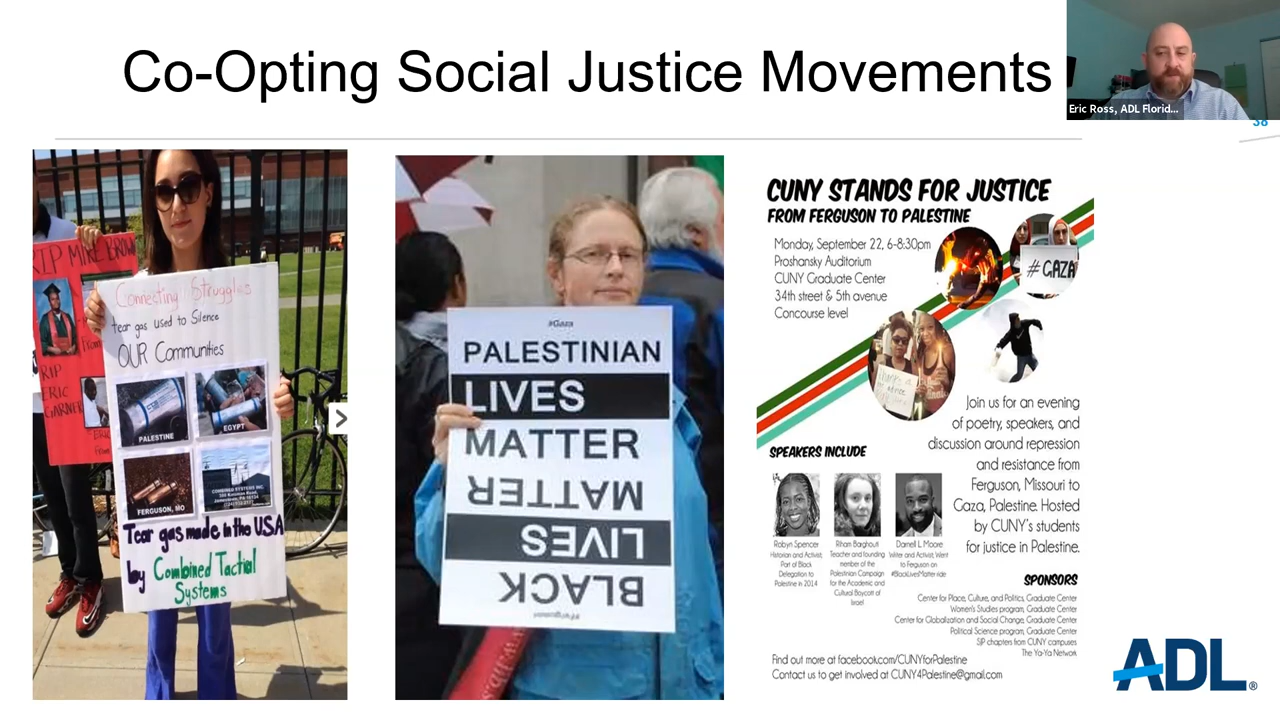 Co-Opting Social Justice Movements
Eric Ross, ADL Florid...
38
RIP MIKE BROWN
RIP
ERIC
GARNER
Connecting Struggles
tear gas used to Silence
OUR Communities
PALESTINE
EGYPT
FERGUSON, MO
COMBINED SYSTEMS INC.
Tear gas made in the U.S.A
by Combined Tactial
Systems
#Gaza
PALESTINIAN
LIVES
MATTER
MATTER
LIVES
BLACK
#Ferguson
CUNY STANDS FOR JUSTICE
FROM FERGUSON TO PALESTINE
Monday, September 22, 6-8:30pm
Proshansky Auditorium
CUNY Graduate Center
34th street & 5th avenue
Concourse level
#GAZA
Join us for an evening
of poetry, speakers, and
discussion around repression
and resistance from
Ferguson, Missouri to
Gaza, Palestine. Hosted
by CUNY's students
for justice in Palestine.
SPEAKERS INCLUDE
Robyn Spencer
Historian and Activist;
Part of Black
Delegation to
Palestine in 2014
Riham Barghouti
Teacher and founding
member of the
Palestinian Campaign
for the Academic and
Cultural Boycott of
Israel
Darnell L Moore
Writer and Activist; Went
to Ferguson on
#BlackLivesMatter ride
SPONSORS
Center for Place, Culture, and Politics, Graduate Center
Women's Studies program, Graduate Center
Center for Globalization and Social Change, Graduate Center
Political Science program, Graduate Center
SJP chapters from CUNY campuses
The Ya-Ya Network
Find out more at facebook.com/CUNYforPalestine
Contact us to get involved at CUNY4Palestine@gmail.com
ADL®